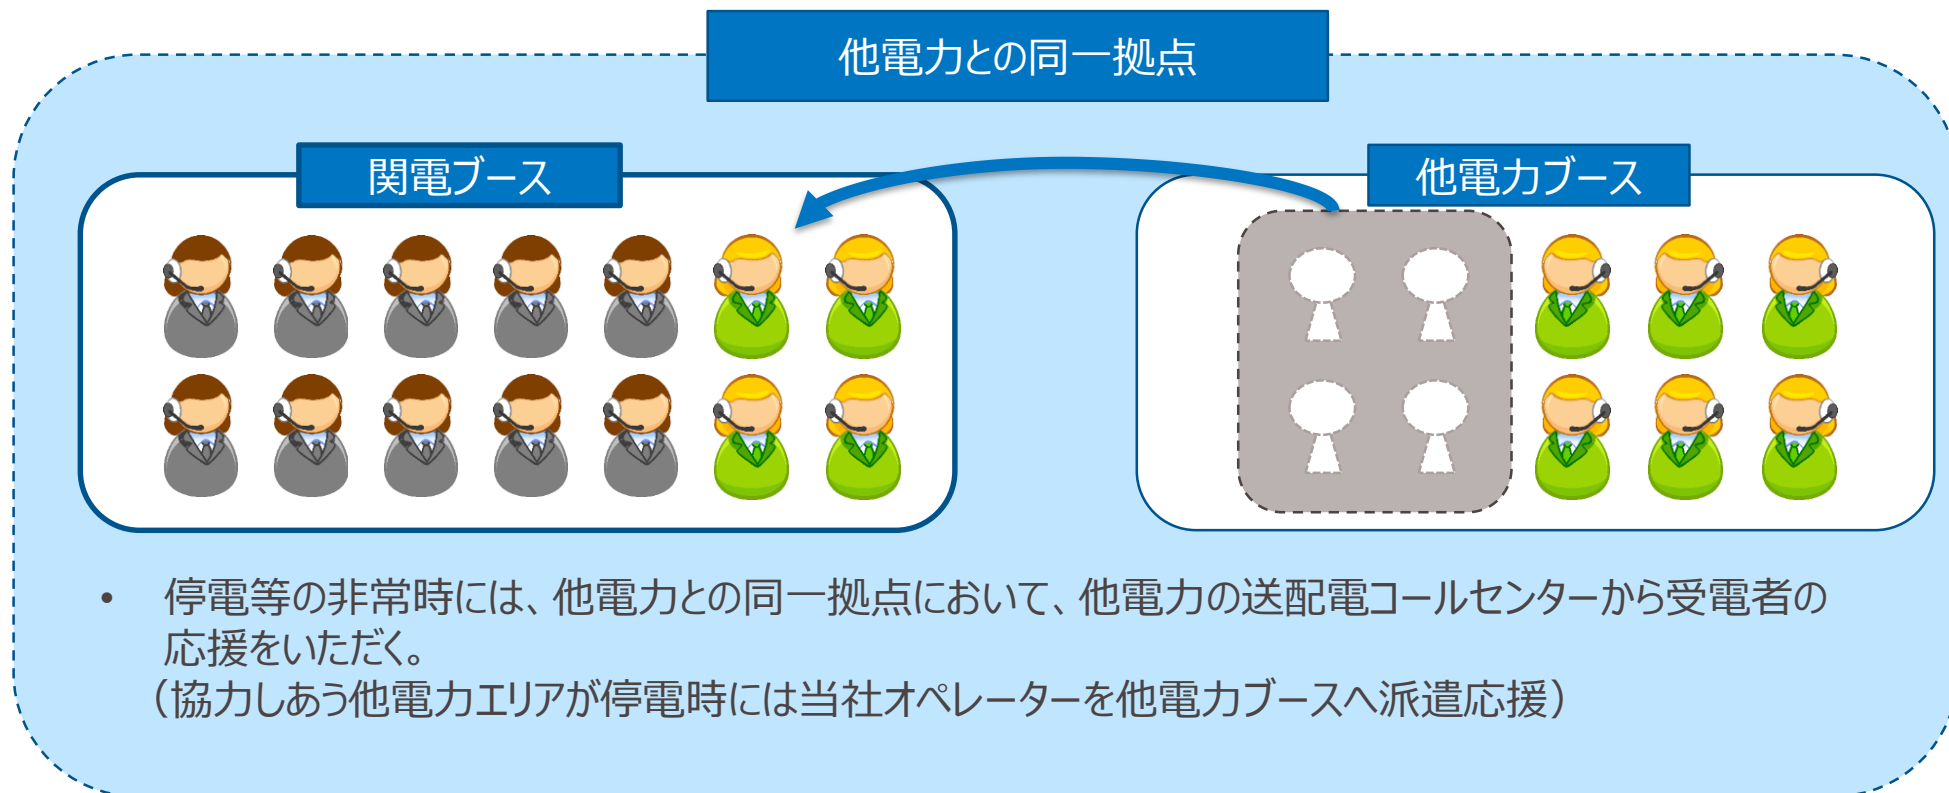 他電力との同一拠点
関電ブース
他電力ブース
• 停電等の非常時には、他電力との同一拠点において、他電力の送配電コールセンターから受電者の
応援をいただく。
（協力しあう他電力エリアが停電時には当社オペレーターを他電力ブースへ派遣応援）